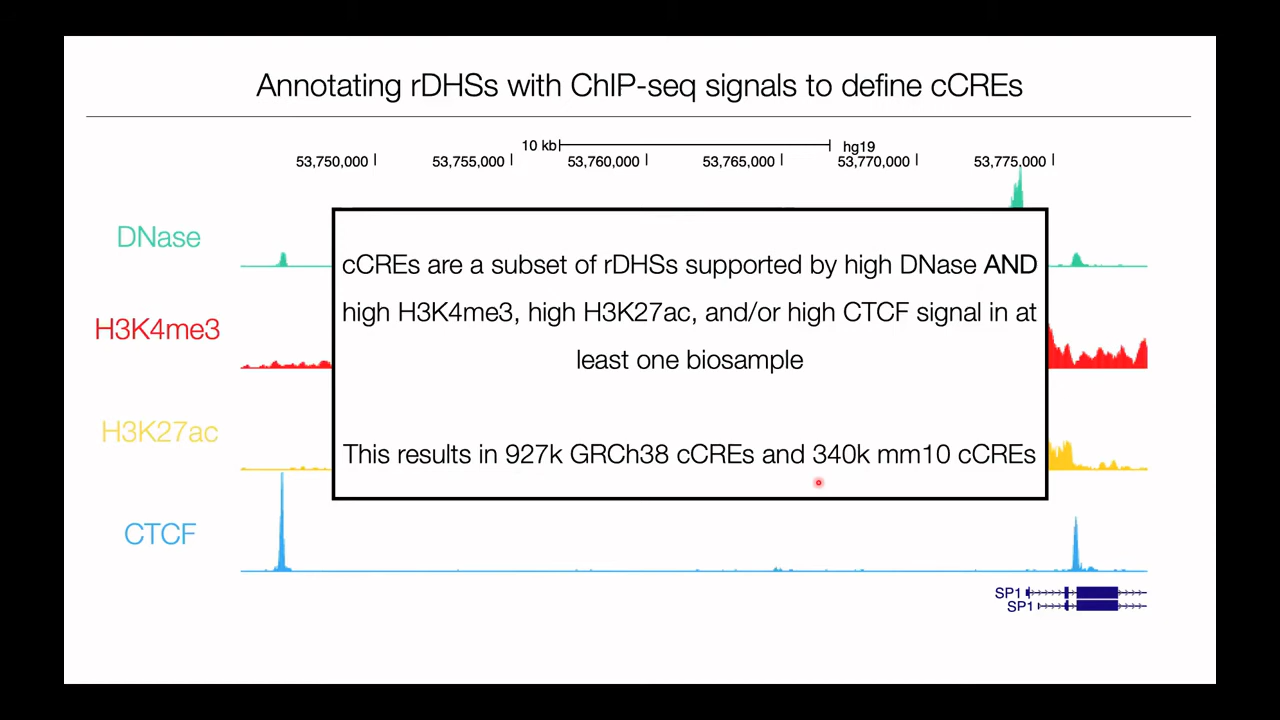 Annotating rDHSs with ChIP-seq signals to define cCREs
10 kb hg19
53,750,000 53,755,000 53,760,000 53,765,000 53,770,000 53,775,000
DNase
H3K4me3
H3K27ac
CTCF
cCREs are a subset of rDHSs supported by high DNase AND
high H3K4me3, high H3K27ac, and/or high CTCF signal in at
least one biosample
This results in 927k GRCh38 cCREs and 340k mm10 cCREs
SP1
SP1